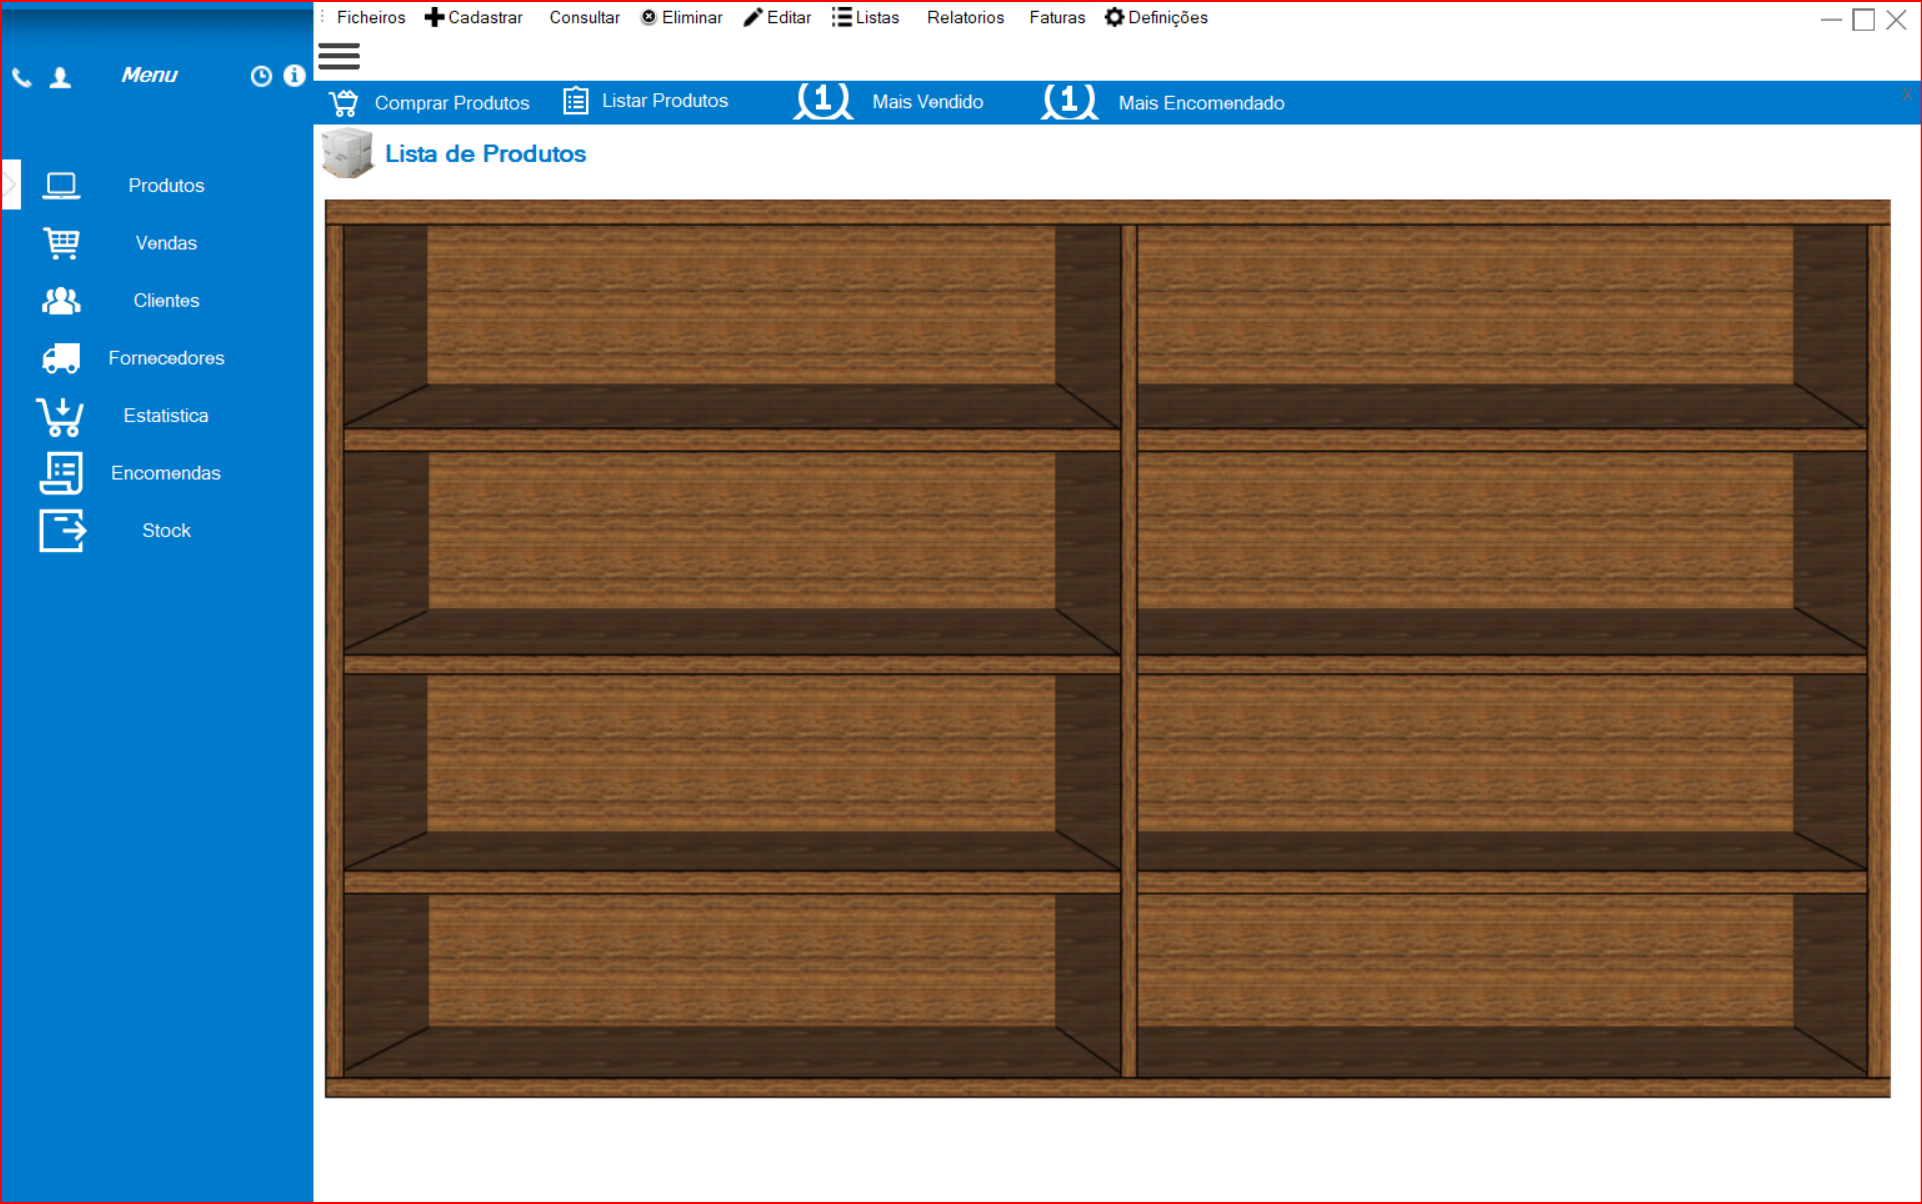 Ficheiros Cadastrar Consultar Eliminar Editar Listas Relatorios Faturas Definições
Menu
Comprar Produtos Listar Produtos 1 Mais Vendido 1 Mais Encomendado X
Lista de Produtos
Produtos
Vendas
Clientes
Fornecedores
Estatistica
Encomendas
Stock